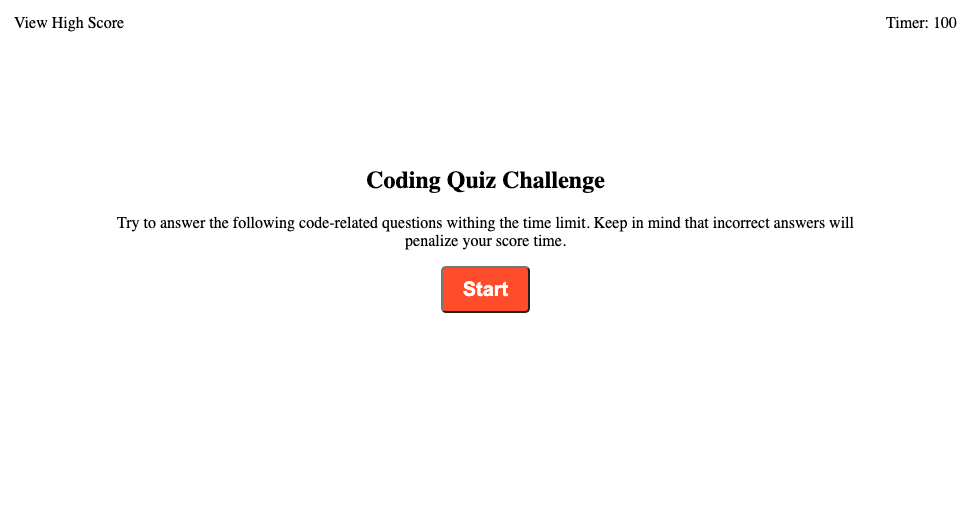 View High Score
Timer: 100
Coding Quiz Challenge
Try to answer the following code-related questions withing the time limit. Keep in mind that incorrect answers will
penalize your score time.
Start